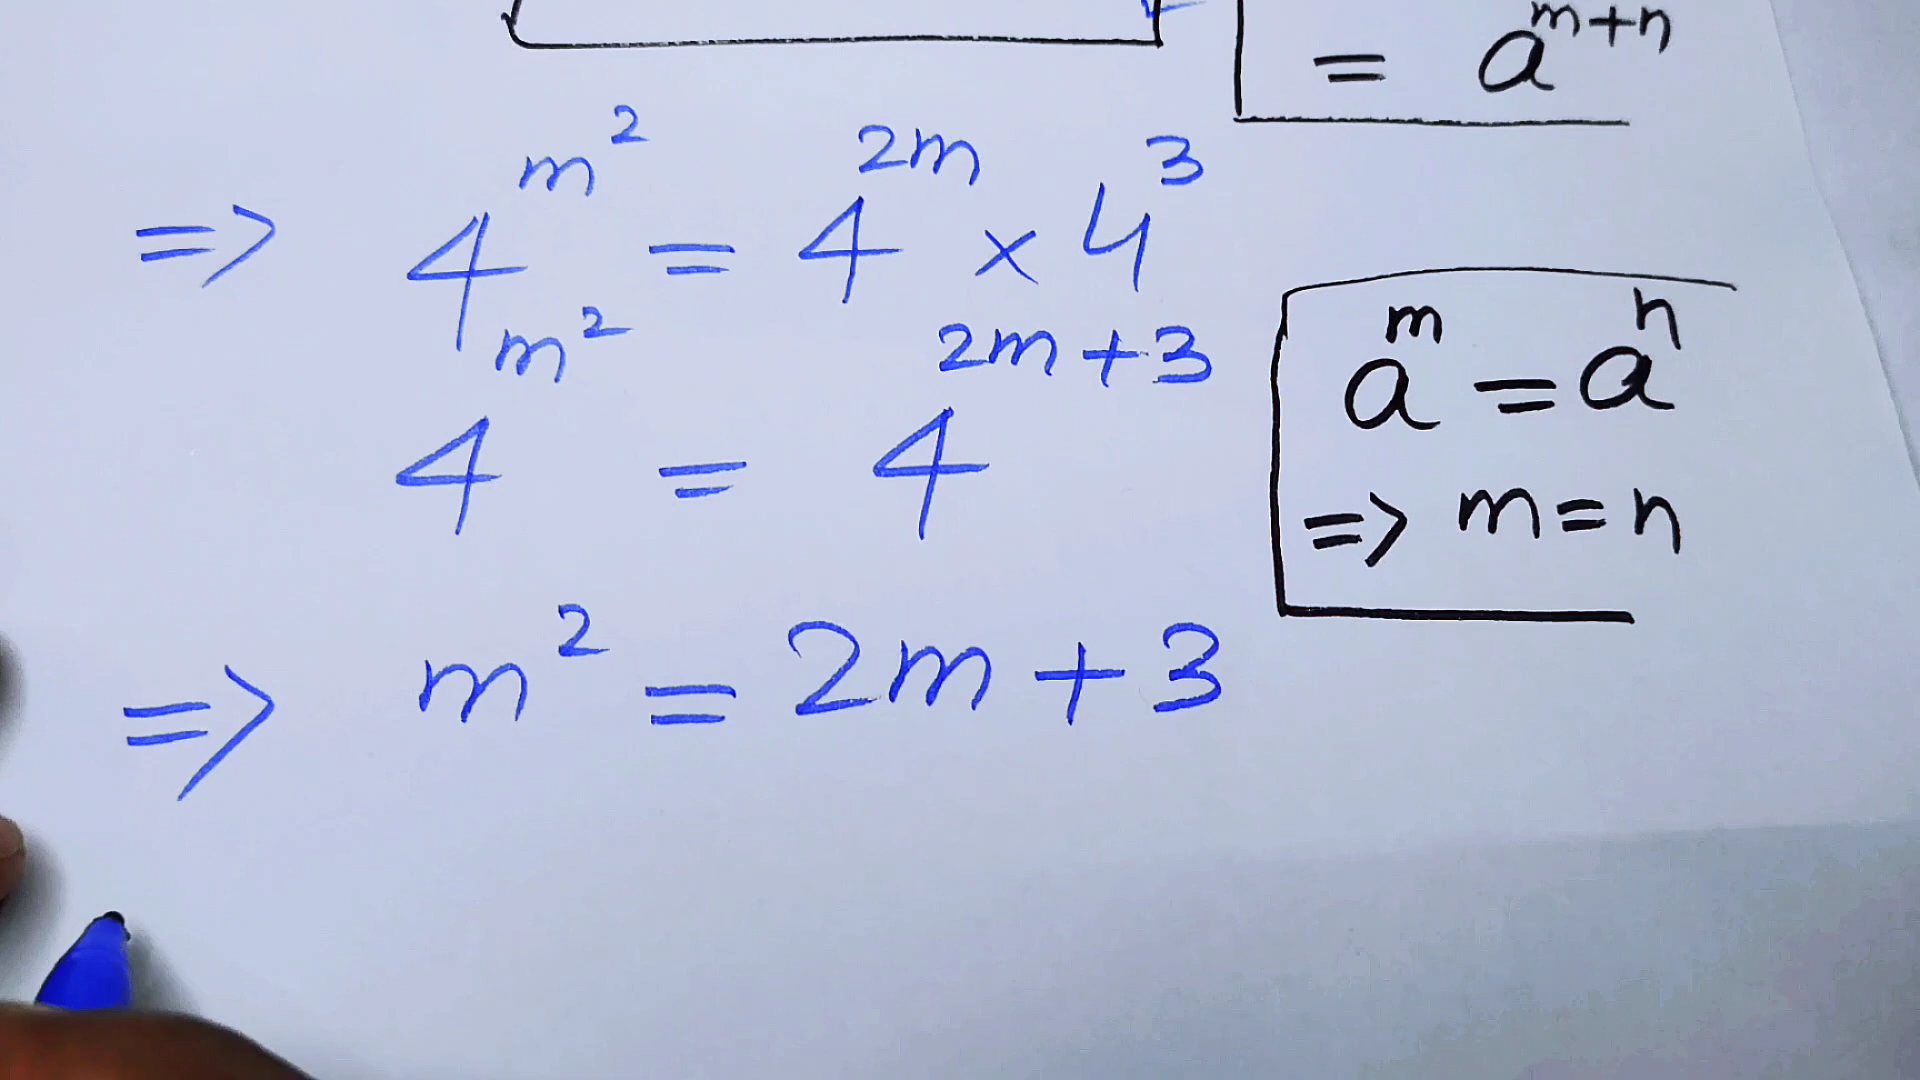 = a^{m+n}
=> 4^{m^2} = 4^{2m} × 4^3
4^{m^2} = 4^{2m+3}
a^m = a^n
=> m = n
=> m^2 = 2m + 3